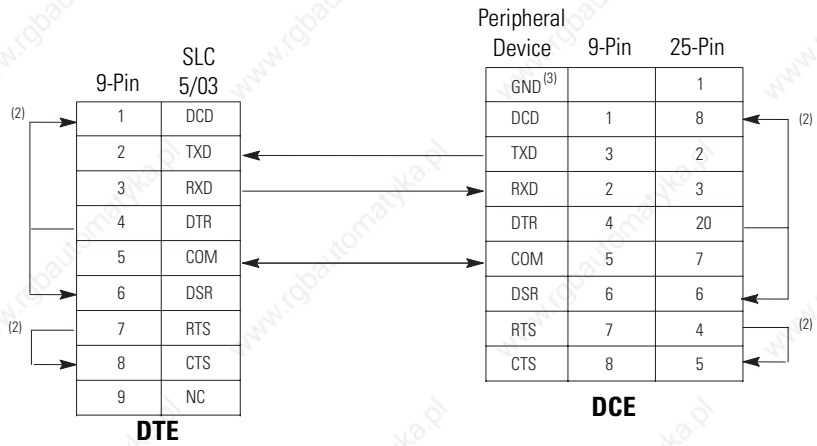 Peripheral
Device 9-Pin 25-Pin
SLC
9-Pin 5/03
GND(3) 1
(2) 1 DCD
DCD 1 8 (2)
2 TXD
TXD 3 2
3 RXD
RXD 2 3
4 DTR
DTR 4 20
5 COM
COM 5 7
6 DSR
DSR 6 6
(2) 7 RTS
RTS 7 4 (2)
8 CTS
CTS 8 5
9 NC
DTE
DCE
www.rgbautomatyka.pl